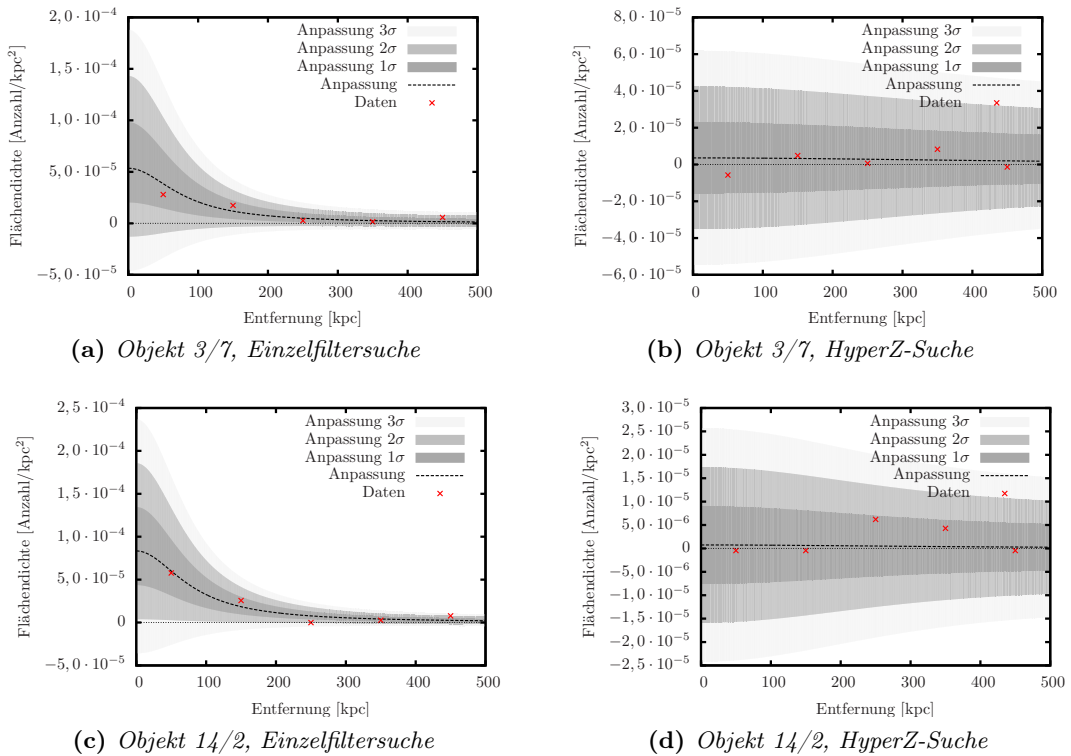 2,0·10⁻⁴
1,5·10⁻⁴
1,0·10⁻⁴
5,0·10⁻⁵
0
−5,0·10⁻⁵
Flächendichte [Anzahl/kpc²]
Anpassung 3σ
Anpassung 2σ
Anpassung 1σ
Anpassung
Daten
0 100 200 300 400 500
Entfernung [kpc]
(a) Objekt 3/7, Einzelfiltersuche
8,0·10⁻⁵
6,0·10⁻⁵
4,0·10⁻⁵
2,0·10⁻⁵
0
−2,0·10⁻⁵
−4,0·10⁻⁵
−6,0·10⁻⁵
Flächendichte [Anzahl/kpc²]
Anpassung 3σ
Anpassung 2σ
Anpassung 1σ
Anpassung
Daten
0 100 200 300 400 500
Entfernung [kpc]
(b) Objekt 3/7, HyperZ-Suche
2,5·10⁻⁴
2,0·10⁻⁴
1,5·10⁻⁴
1,0·10⁻⁴
5,0·10⁻⁵
0
−5,0·10⁻⁵
Flächendichte [Anzahl/kpc²]
Anpassung 3σ
Anpassung 2σ
Anpassung 1σ
Anpassung
Daten
0 100 200 300 400 500
Entfernung [kpc]
(c) Objekt 14/2, Einzelfiltersuche
3,0·10⁻⁵
2,5·10⁻⁵
2,0·10⁻⁵
1,5·10⁻⁵
1,0·10⁻⁵
5,0·10⁻⁶
0
−5,0·10⁻⁶
−1,0·10⁻⁵
−1,5·10⁻⁵
−2,0·10⁻⁵
−2,5·10⁻⁵
Flächendichte [Anzahl/kpc²]
Anpassung 3σ
Anpassung 2σ
Anpassung 1σ
Anpassung
Daten
0 100 200 300 400 500
Entfernung [kpc]
(d) Objekt 14/2, HyperZ-Suche